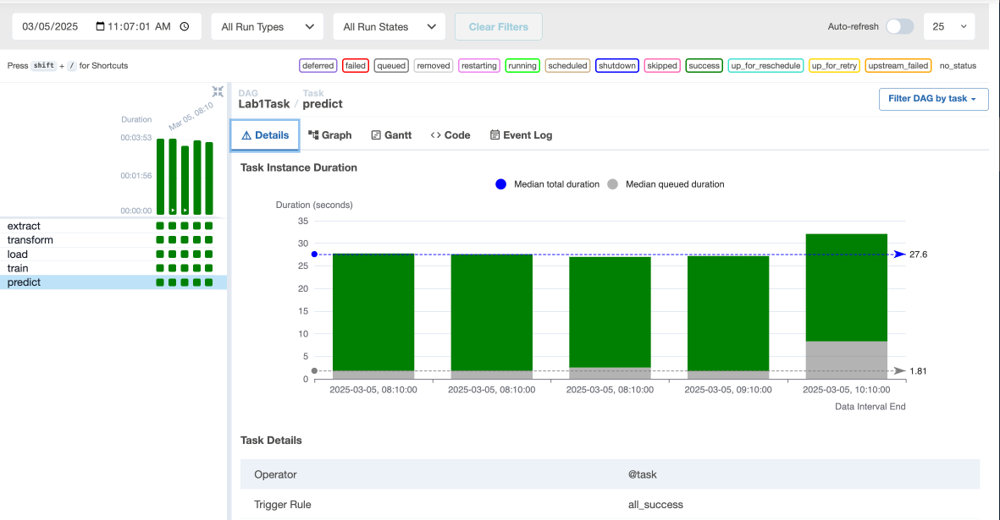 03/05/2025 11:07:01 AM All Run Types All Run States Clear Filters Auto-refresh 25
Press shift + / for Shortcuts deferred failed queued removed restarting running scheduled shutdown skipped success up_for_reschedule up_for_retry upstream_failed no_status
DAG Task
Lab1Task / predict
Filter DAG by task
Details Graph Gantt <> Code Event Log
Duration
Mar 05, 08:10
00:03:53
00:01:56
00:00:00
extract
transform
load
train
predict
Task Instance Duration
Median total duration Median queued duration
Duration (seconds)
35
30
27.6
25
20
15
10
5
1.81
0
2025-03-05, 08:10:00 2025-03-05, 08:10:00 2025-03-05, 08:10:00 2025-03-05, 09:10:00 2025-03-05, 10:10:00
Data Interval End
Task Details
Operator @task
Trigger Rule all_success